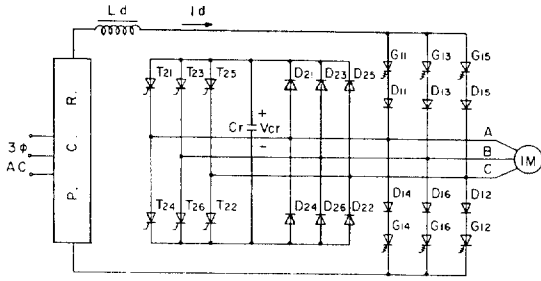 Ld Id
G11 G13 G15
T21 T23 T25 D21 D23 D25
D11 D13 D15
P. C. R.
+
Cr Vcr
-
A
3φ
B
IM
AC
C
D14 D16 D12
T24 T26 T22 D24 D26 D22
G14 G16 G12